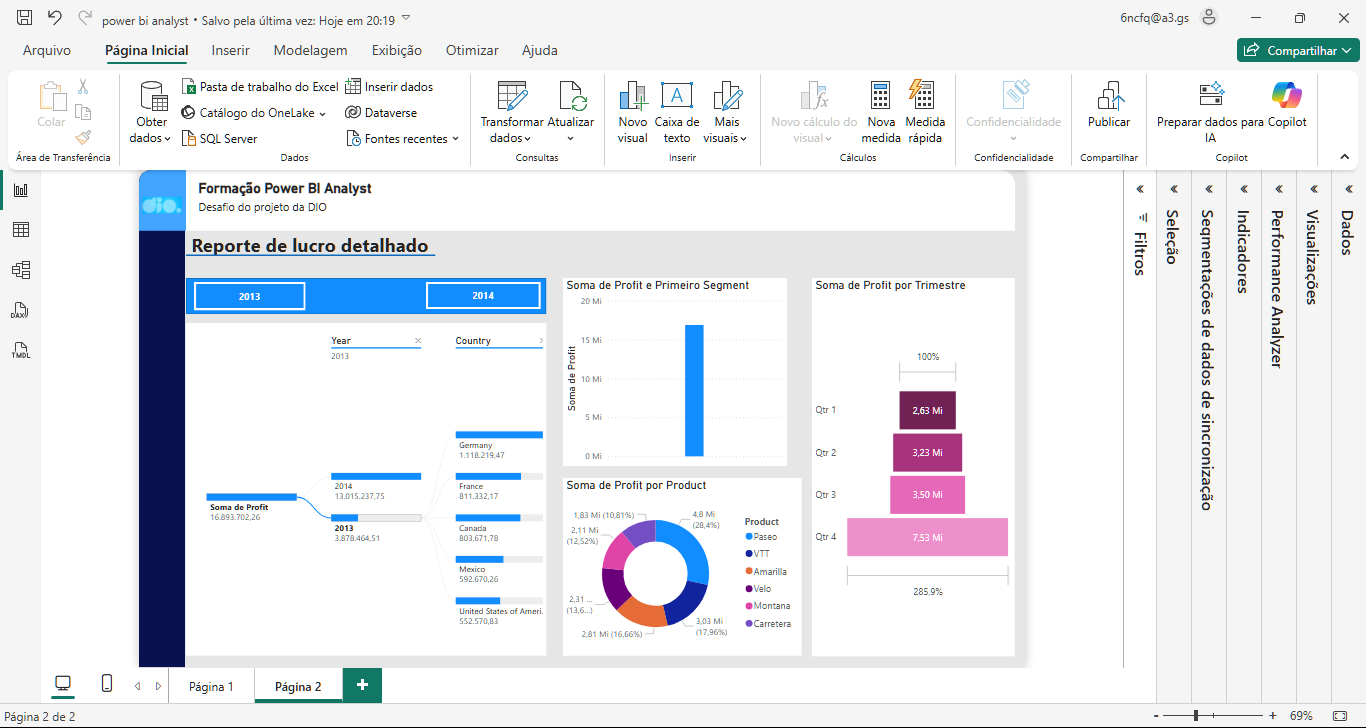 power bi analyst • Salvo pela última vez: Hoje em 20:19
6ncfq@a3.gs
Arquivo
Página Inicial
Inserir
Modelagem
Exibição
Otimizar
Ajuda
Compartilhar
Colar
Área de Transferência
Obter dados
Pasta de trabalho do Excel
Catálogo do OneLake
SQL Server
Inserir dados
Dataverse
Fontes recentes
Dados
Transformar dados
Atualizar
Consultas
Novo visual
Caixa de texto
Mais visuais
Inserir
Novo cálculo do visual
Nova medida
Medida rápida
Cálculos
Confidencialidade
Confidencialidade
Publicar
Compartilhar
Preparar dados para IA
Copilot
Copilot
DAX
TMDL
dio.
Formação Power BI Analyst
Desafio do projeto da DIO
Reporte de lucro detalhado
2013
2014
Year
2013
Country
Soma de Profit
16.893.702,26
2014
13.015.237,75
2013
3.878.464,51
Germany
1.118.219,47
France
811.332,17
Canada
803.671,78
Mexico
592.670,26
United States of Ameri.
552.570,83
Soma de Profit e Primeiro Segment
Soma de Profit
20 Mi
15 Mi
10 Mi
5 Mi
0 Mi
Soma de Profit por Product
1,83 Mi (10,81%)
4,8 Mi
(28,4%)
2,11 Mi
(12,52%)
2,31 ...
(13,6...)
2,81 Mi (16,66%)
3,03 Mi
(17,96%)
Product
Paseo
VTT
Amarilla
Velo
Montana
Carretera
Soma de Profit por Trimestre
100%
Qtr 1
2,63 Mi
Qtr 2
3,23 Mi
Qtr 3
3,50 Mi
Qtr 4
7,53 Mi
285,9%
Filtros
Seleção
Segmentações de dados de sincronização
Indicadores
Performance Analyzer
Visualizações
Dados
Página 1
Página 2
Página 2 de 2
69%